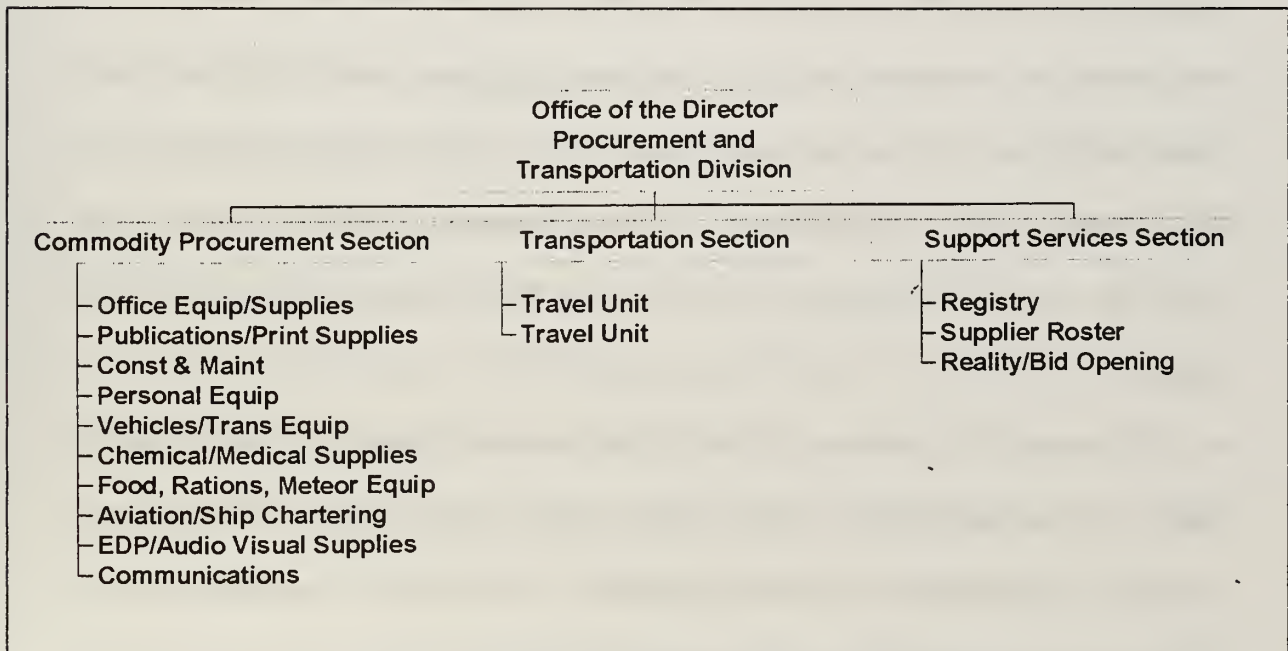 Office of the Director
Procurement and
Transportation Division
Commodity Procurement Section
Office Equip/Supplies
Publications/Print Supplies
Const & Maint
Personal Equip
Vehicles/Trans Equip
Chemical/Medical Supplies
Food, Rations, Meteor Equip
Aviation/Ship Chartering
EDP/Audio Visual Supplies
Communications
Transportation Section
Travel Unit
Travel Unit
Support Services Section
Registry
Supplier Roster
Reality/Bid Opening